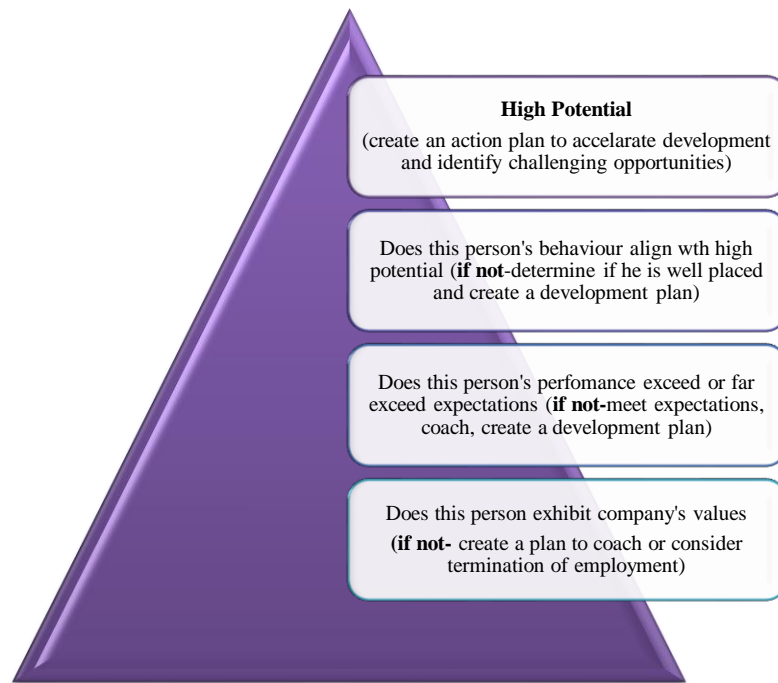 High Potential
(create an action plan to accelarate development
and identify challenging opportunities)
Does this person's behaviour align wth high
potential (if not-determine if he is well placed
and create a development plan)
Does this person's perfomance exceed or far
exceed expectations (if not-meet expectations,
coach, create a development plan)
Does this person exhibit company's values
(if not- create a plan to coach or consider
termination of employment)